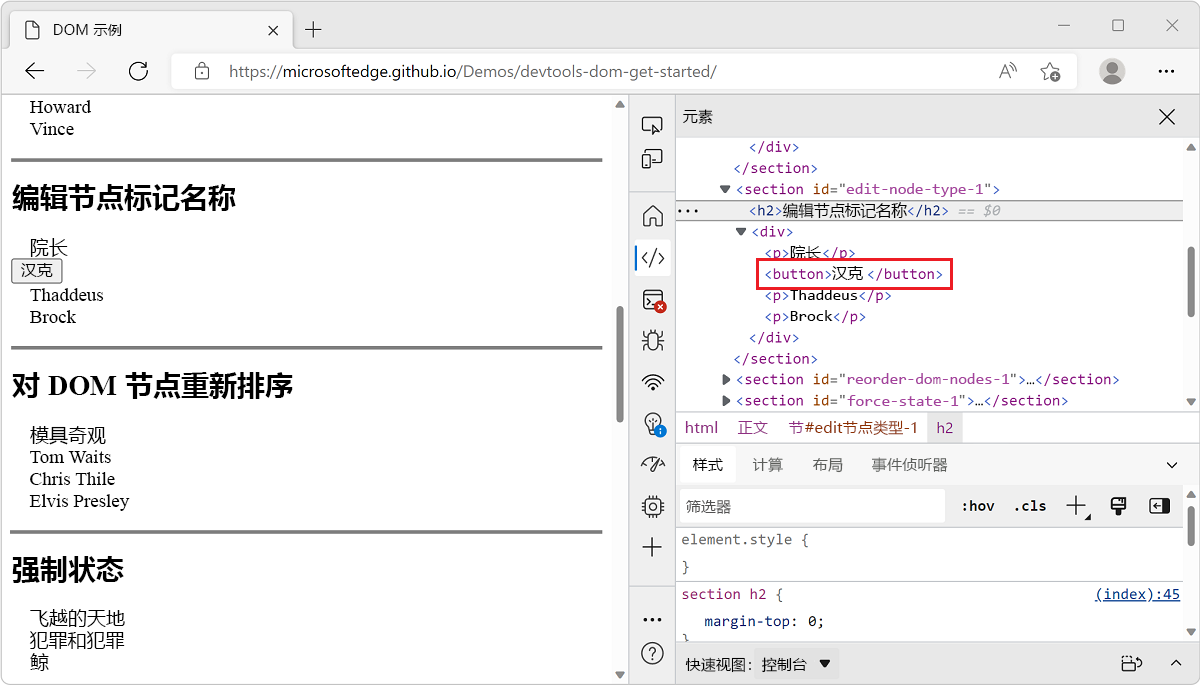 DOM 示例
https://microsoftedge.github.io/Demos/devtools-dom-get-started/
Howard
Vince
编辑节点标记名称
院长
汉克
Thaddeus
Brock
对 DOM 节点重新排序
模具奇观
Tom Waits
Chris Thile
Elvis Presley
强制状态
飞越的天地
犯罪和犯罪
鲸
元素
</div>
</section>
<section id="edit-node-type-1">
<h2>编辑节点标记名称</h2> == $0
<div>
<p>院长</p>
<button>汉克 </button>
<p>Thaddeus</p>
<p>Brock</p>
</div>
</section>
<section id="reorder-dom-nodes-1">…</section>
<section id="force-state-1">…</section>
html 正文 节#edit节点类型-1 h2
样式 计算 布局 事件侦听器
筛选器 :hov .cls
element.style {
}
section h2 { (index):45
margin-top: 0;
}
快速视图: 控制台